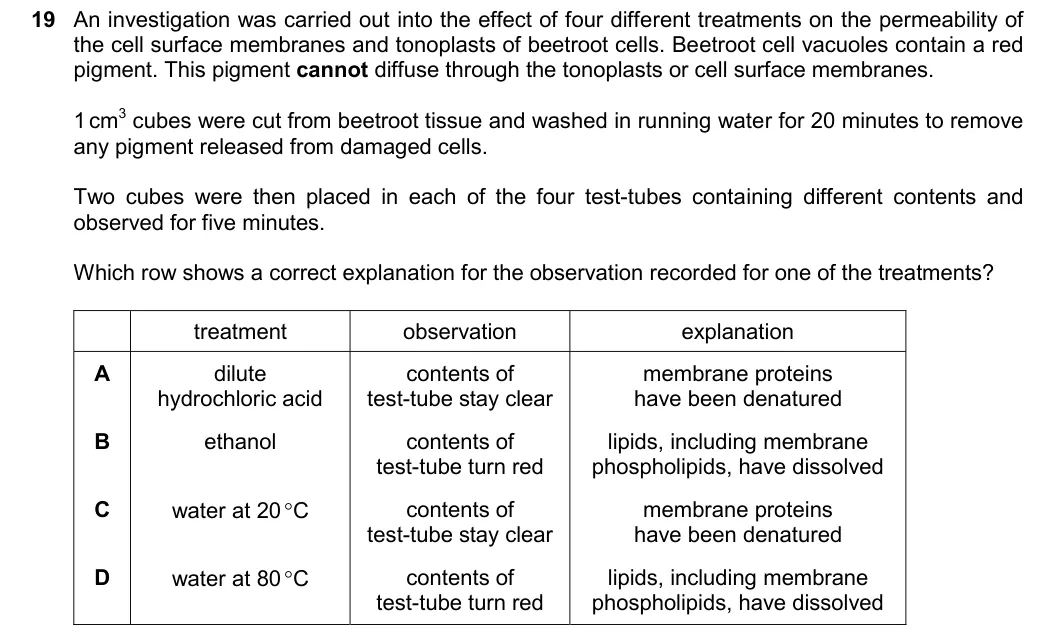 19 An investigation was carried out into the effect of four different treatments on the permeability of
the cell surface membranes and tonoplasts of beetroot cells. Beetroot cell vacuoles contain a red
pigment. This pigment cannot diffuse through the tonoplasts or cell surface membranes.
1 cm³ cubes were cut from beetroot tissue and washed in running water for 20 minutes to remove
any pigment released from damaged cells.
Two cubes were then placed in each of the four test-tubes containing different contents and
observed for five minutes.
Which row shows a correct explanation for the observation recorded for one of the treatments?
treatment observation explanation
A dilute contents of membrane proteins
hydrochloric acid test-tube stay clear have been denatured
B ethanol contents of lipids, including membrane
test-tube turn red phospholipids, have dissolved
C water at 20 °C contents of membrane proteins
test-tube stay clear have been denatured
D water at 80 °C contents of lipids, including membrane
test-tube turn red phospholipids, have dissolved